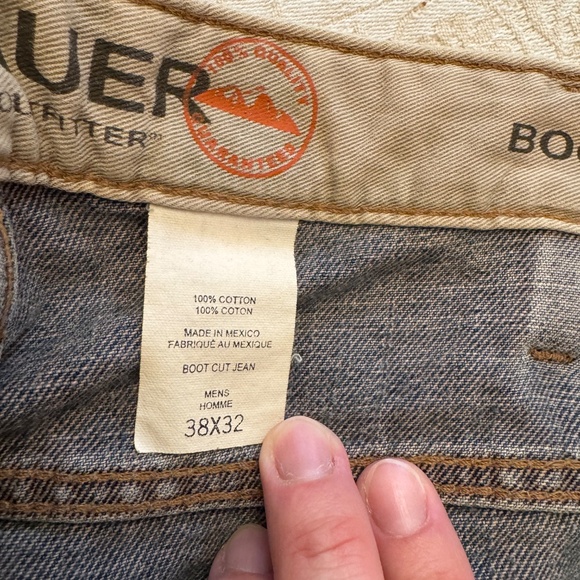 AUER
OUTFITTER
100% QUALITY
GUARANTEED
BOO
100% COTTON
100% COTON
MADE IN MEXICO
FABRIQUÉ AU MEXIQUE
BOOT CUT JEAN
MENS
HOMME
38X32